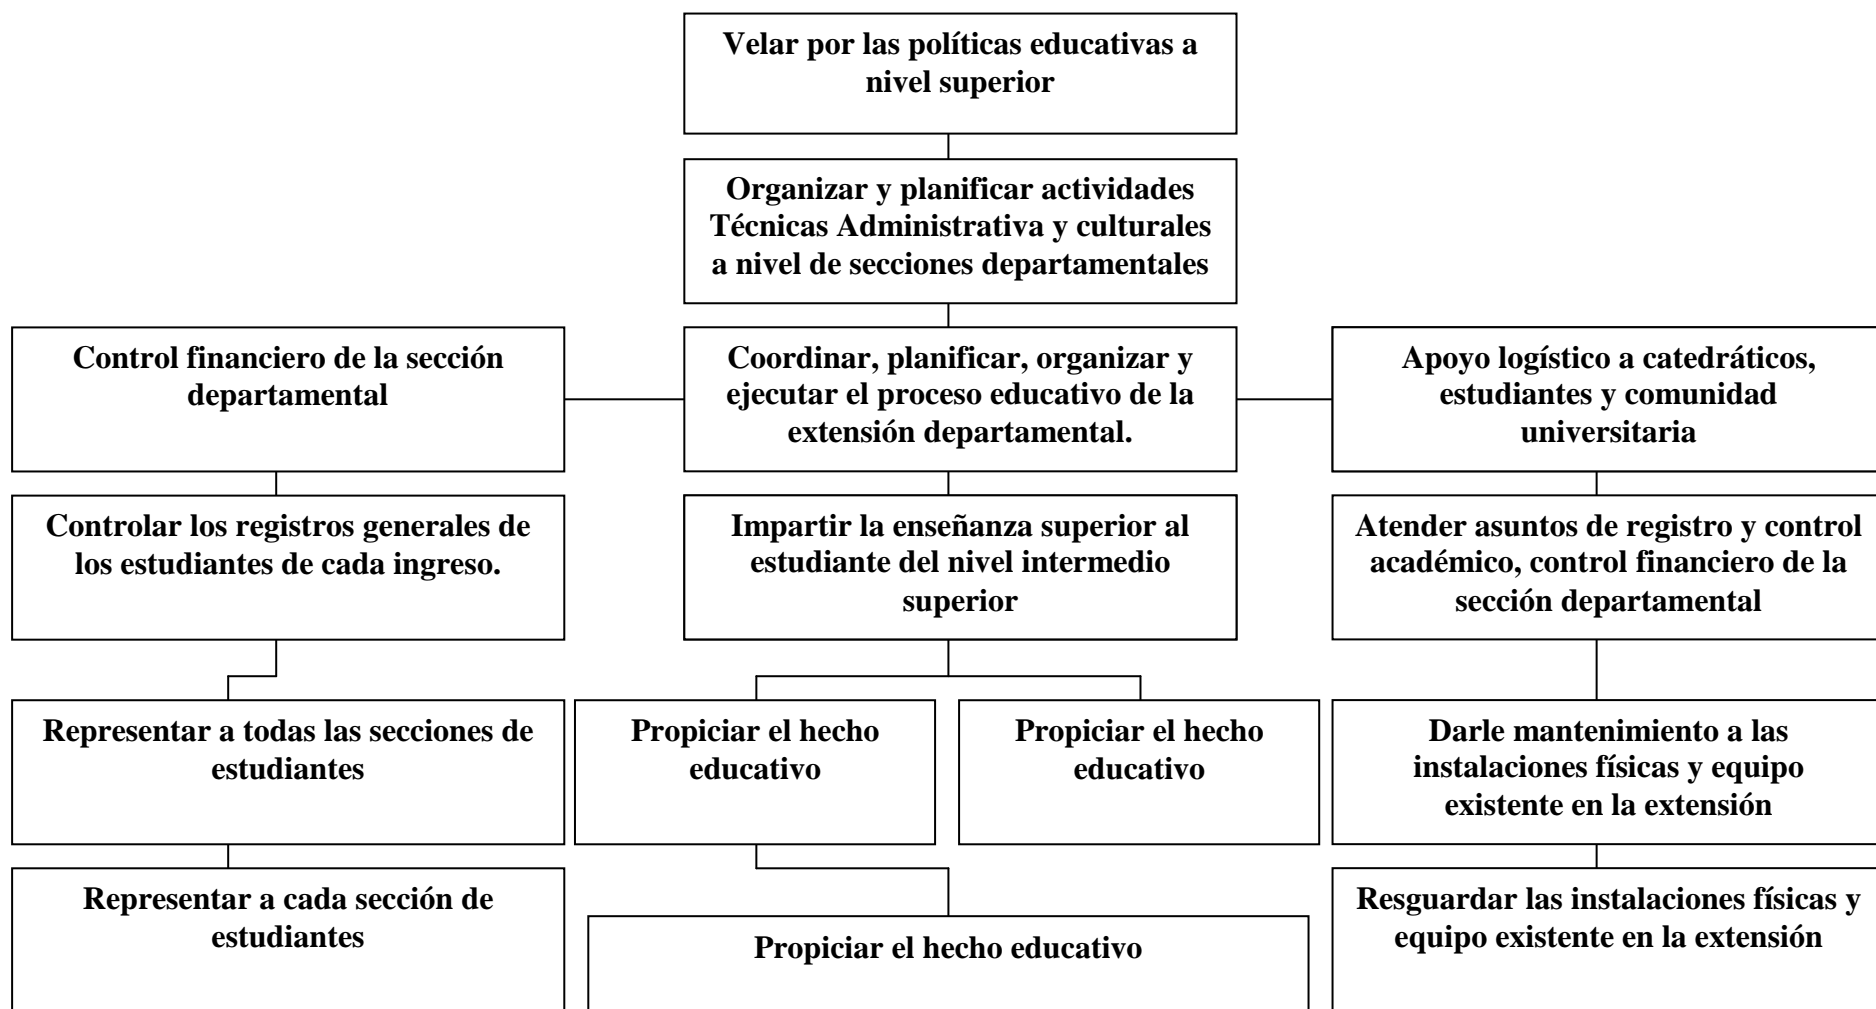 Velar por las políticas educativas a
nivel superior
Organizar y planificar actividades
Técnicas Administrativa y culturales
a nivel de secciones departamentales
Control financiero de la sección
departamental
Coordinar, planificar, organizar y
ejecutar el proceso educativo de la
extensión departamental.
Apoyo logístico a catedráticos,
estudiantes y comunidad
universitaria
Controlar los registros generales de
los estudiantes de cada ingreso.
Impartir la enseñanza superior al
estudiante del nivel intermedio
superior
Atender asuntos de registro y control
académico, control financiero de la
sección departamental
Representar a todas las secciones de
estudiantes
Propiciar el hecho
educativo
Propiciar el hecho
educativo
Darle mantenimiento a las
instalaciones físicas y equipo
existente en la extensión
Representar a cada sección de
estudiantes
Propiciar el hecho educativo
Resguardar las instalaciones físicas y
equipo existente en la extensión